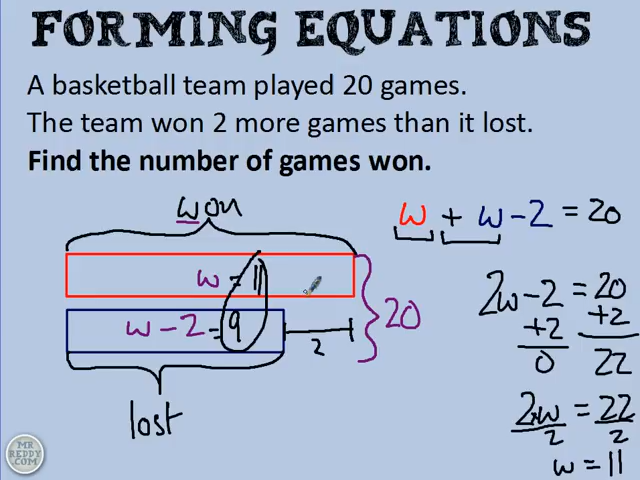 FORMING EQUATIONS
A basketball team played 20 games.
The team won 2 more games than it lost.
Find the number of games won.
won
w + w - 2 = 20
w = 11
w - 2 = 9
2
20
lost
2w - 2 = 20
+2 +2
0 22
2w = 22
2 2
w = 11
MR
REDDY
.COM